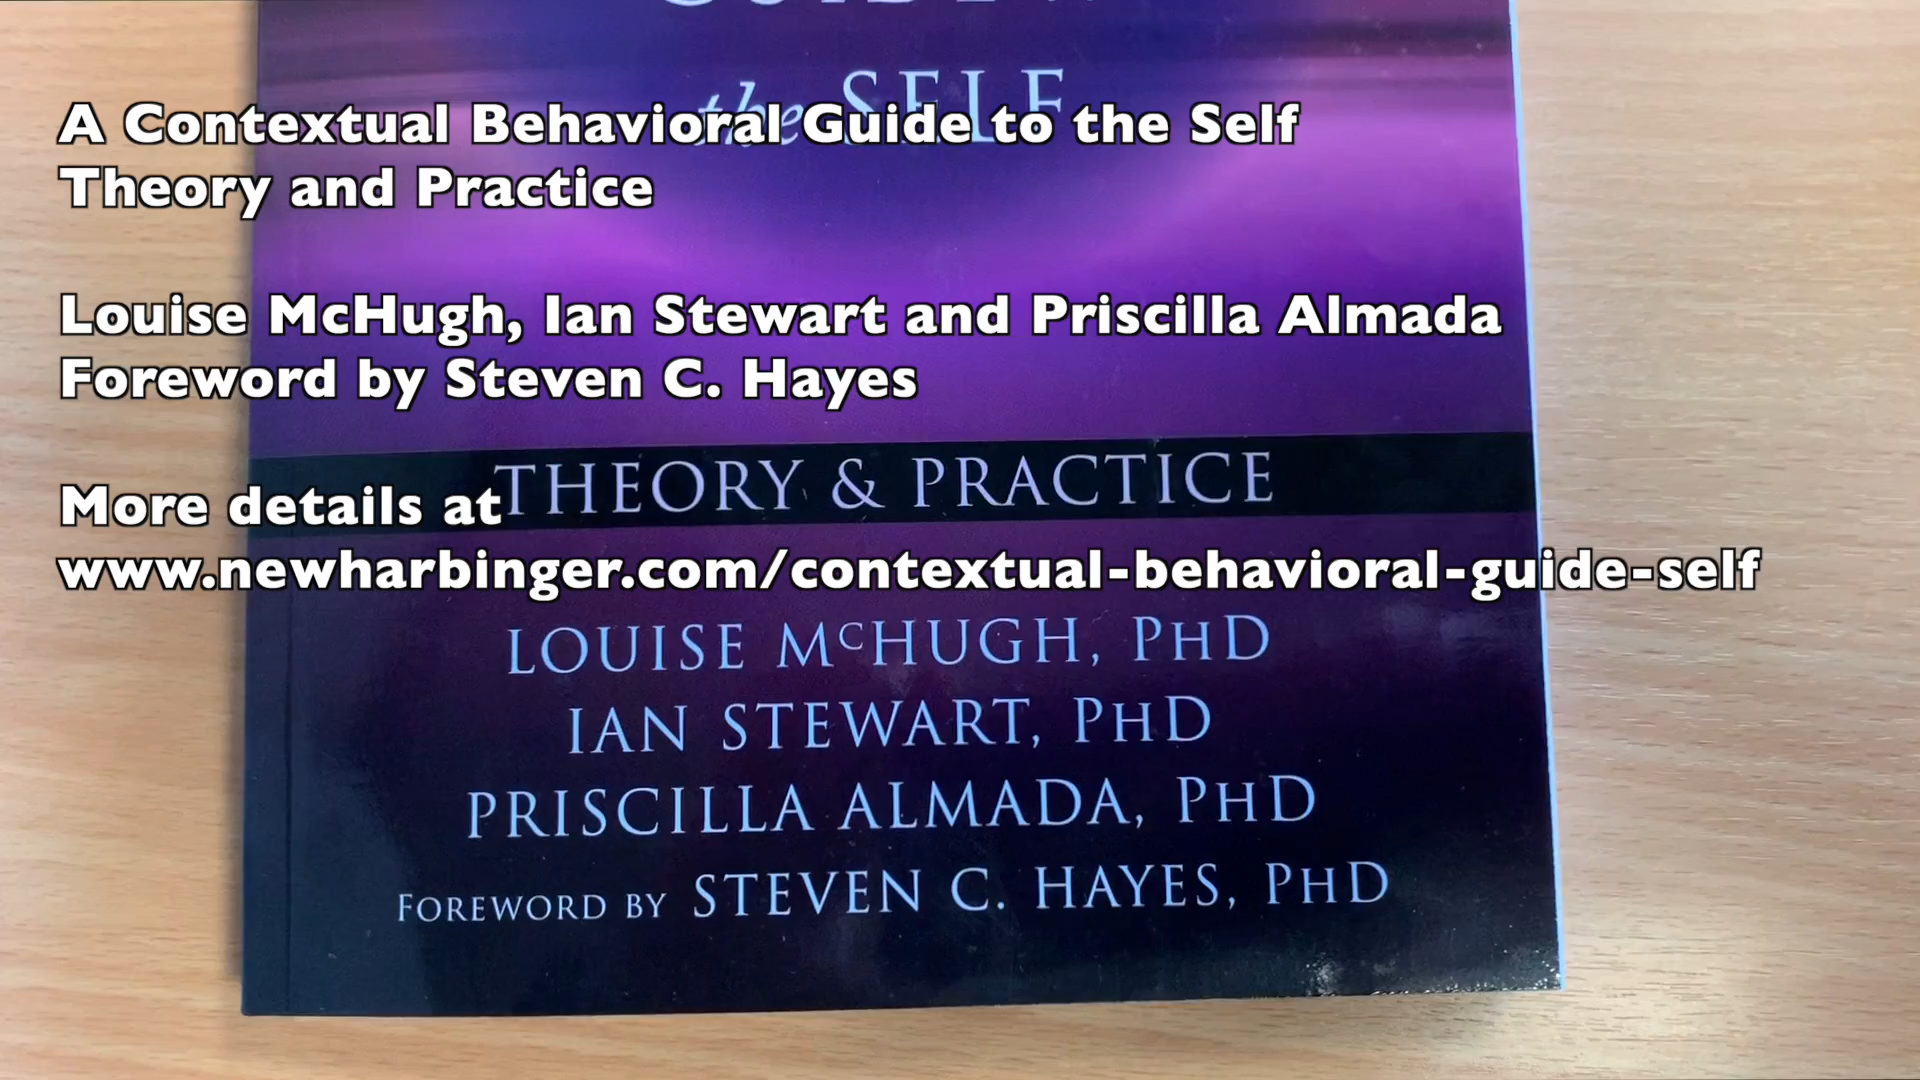 the SELF
A Contextual Behavioral Guide to the Self
Theory and Practice
Louise McHugh, Ian Stewart and Priscilla Almada
Foreword by Steven C. Hayes
More details at
www.newharbinger.com/contextual-behavioral-guide-self
THEORY & PRACTICE
LOUISE McHUGH, PhD
IAN STEWART, PhD
PRISCILLA ALMADA, PhD
FOREWORD BY STEVEN C. HAYES, PhD